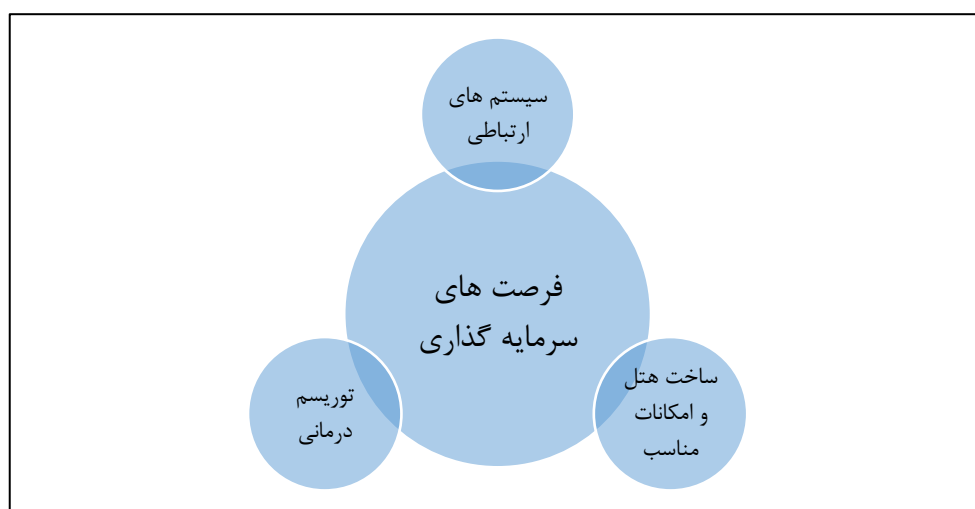 سیستم های
ارتباطی
فرصت های
سرمایه گذاری
ساخت هتل
و امکانات
مناسب
توریسم
درمانی